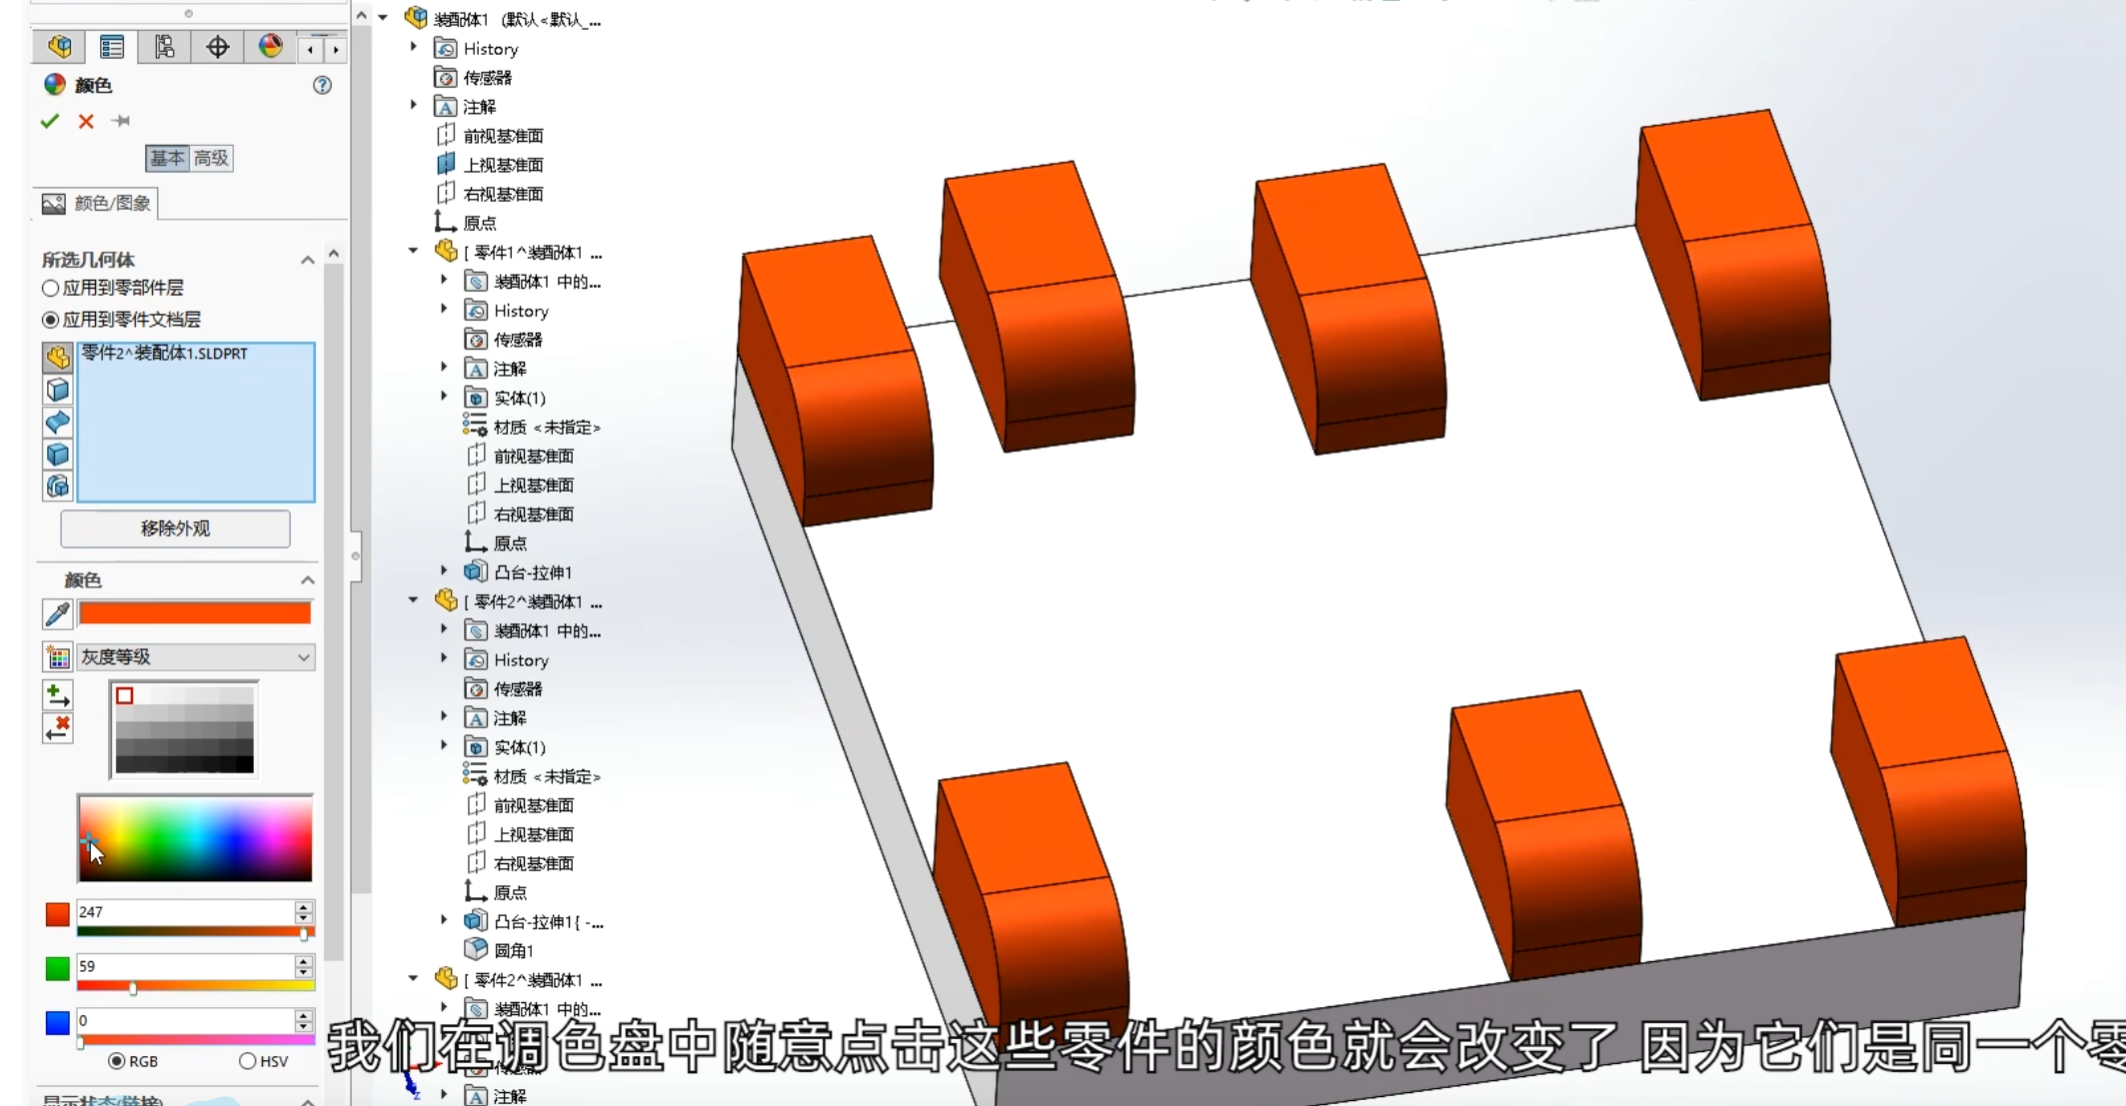 颜色
基本 高级
颜色/图象
所选几何体
应用到零部件层
应用到零件文档层
零件2^装配体1.SLDPRT
移除外观
颜色
灰度等级
247
59
0
RGB HSV
显示状态(链接)
装配体1 (默认<默认_...
History
传感器
注解
前视基准面
上视基准面
右视基准面
原点
[ 零件1^装配体1 ...
装配体1 中的...
History
传感器
注解
实体(1)
材质 <未指定>
前视基准面
上视基准面
右视基准面
原点
凸台-拉伸1
[ 零件2^装配体1 ...
装配体1 中的...
History
传感器
注解
实体(1)
材质 <未指定>
前视基准面
上视基准面
右视基准面
原点
凸台-拉伸1{ -...
圆角1
[ 零件2^装配体1 ...
装配体1 中的...
传感器
注解
我们在调色盘中随意点击这些零件的颜色就会改变了 因为它们是同一个零